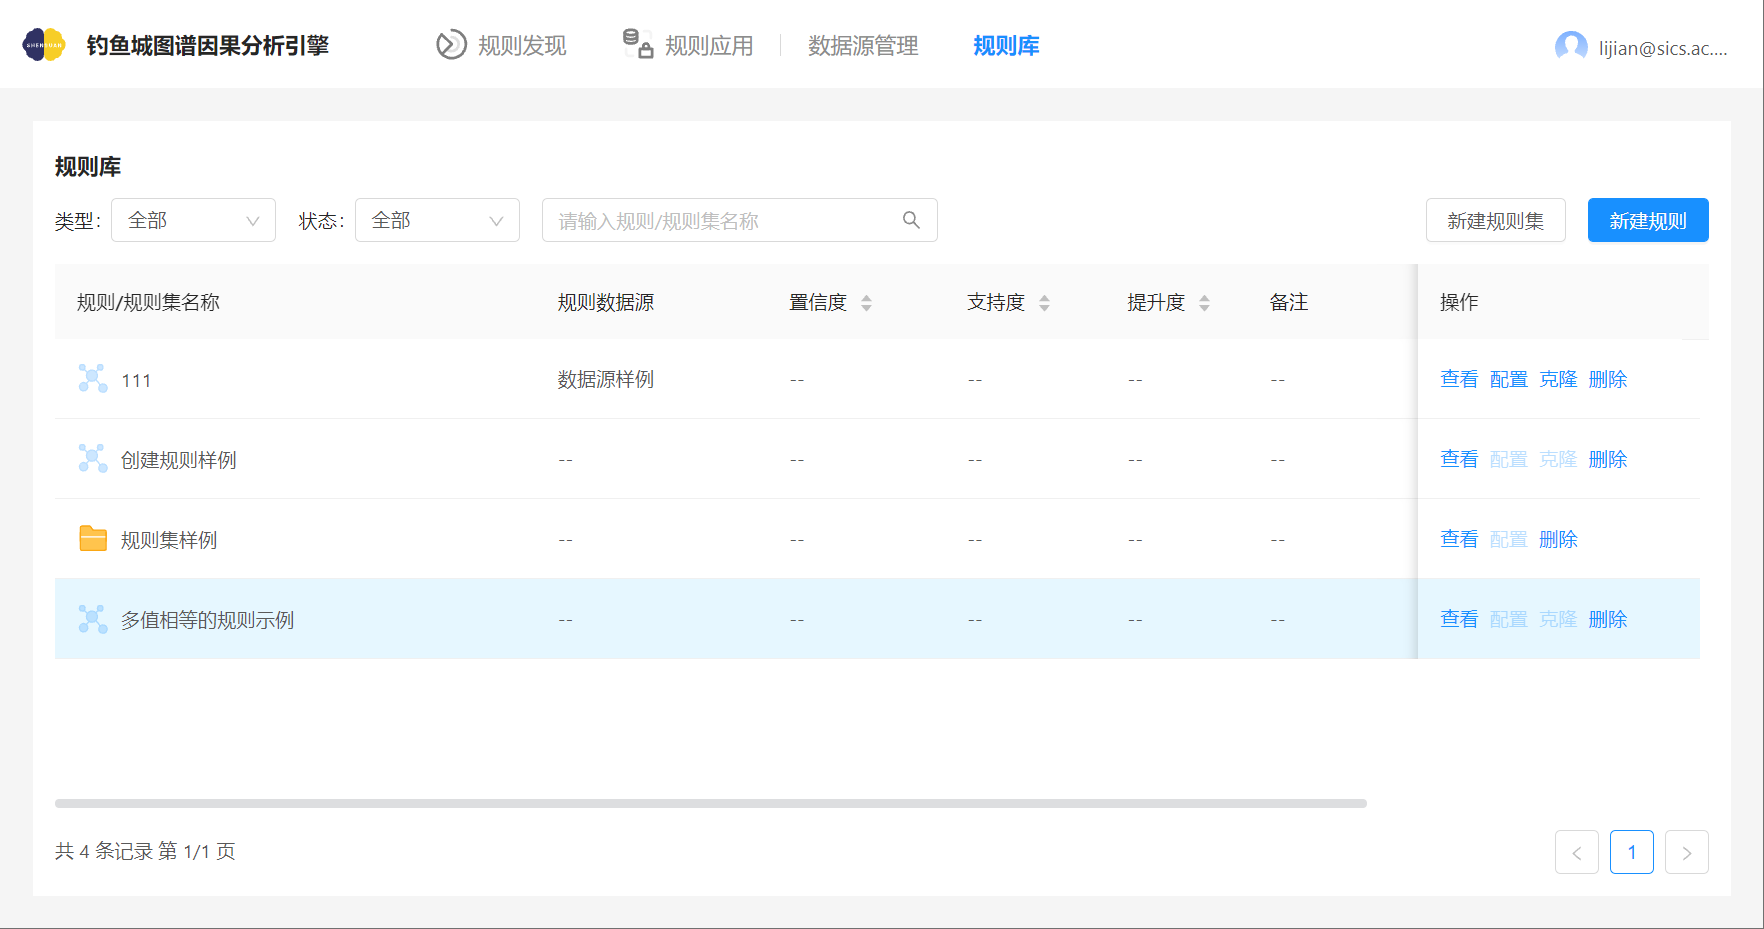 SHENGUAN 钓鱼城图谱因果分析引擎 规则发现 规则应用 数据源管理 规则库 lijian@sics.ac....
规则库
类型: 全部 状态: 全部 请输入规则/规则集名称 新建规则集 新建规则
规则/规则集名称 规则数据源 置信度 支持度 提升度 备注 操作
111 数据源样例 -- -- -- -- 查看 配置 克隆 删除
创建规则样例 -- -- -- -- -- 查看 配置 克隆 删除
规则集样例 -- -- -- -- -- 查看 配置 删除
多值相等的规则示例 -- -- -- -- -- 查看 配置 克隆 删除
共 4 条记录 第 1/1 页 < 1 >